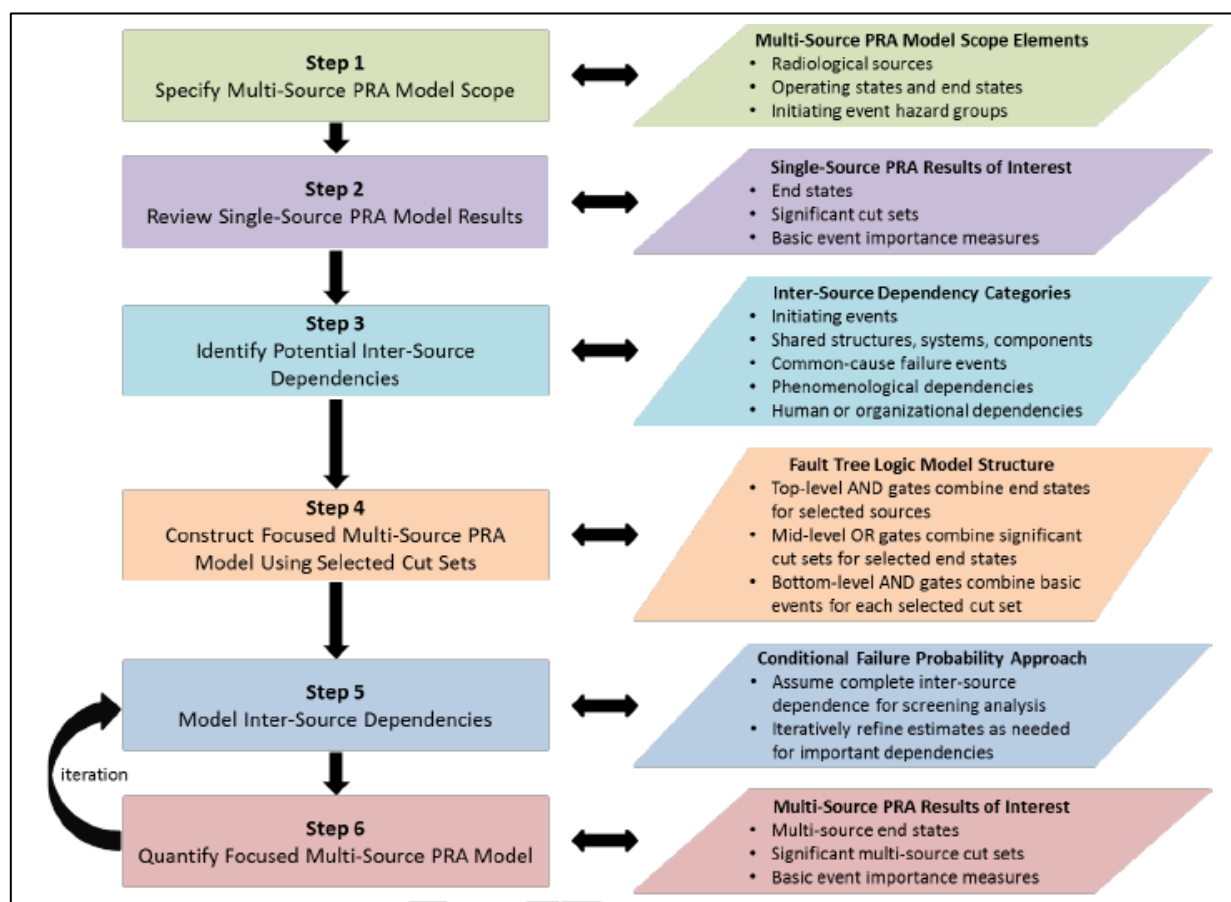 Step 1
Specify Multi-Source PRA Model Scope
Multi-Source PRA Model Scope Elements
• Radiological sources
• Operating states and end states
• Initiating event hazard groups
Step 2
Review Single-Source PRA Model Results
Single-Source PRA Results of Interest
• End states
• Significant cut sets
• Basic event importance measures
Step 3
Identify Potential Inter-Source
Dependencies
Inter-Source Dependency Categories
• Initiating events
• Shared structures, systems, components
• Common-cause failure events
• Phenomenological dependencies
• Human or organizational dependencies
Step 4
Construct Focused Multi-Source PRA
Model Using Selected Cut Sets
Fault Tree Logic Model Structure
• Top-level AND gates combine end states
for selected sources
• Mid-level OR gates combine significant
cut sets for selected end states
• Bottom-level AND gates combine basic
events for each selected cut set
Step 5
Model Inter-Source Dependencies
Conditional Failure Probability Approach
• Assume complete inter-source
dependence for screening analysis
• Iteratively refine estimates as needed
for important dependencies
iteration
Step 6
Quantify Focused Multi-Source PRA Model
Multi-Source PRA Results of Interest
• Multi-source end states
• Significant multi-source cut sets
• Basic event importance measures